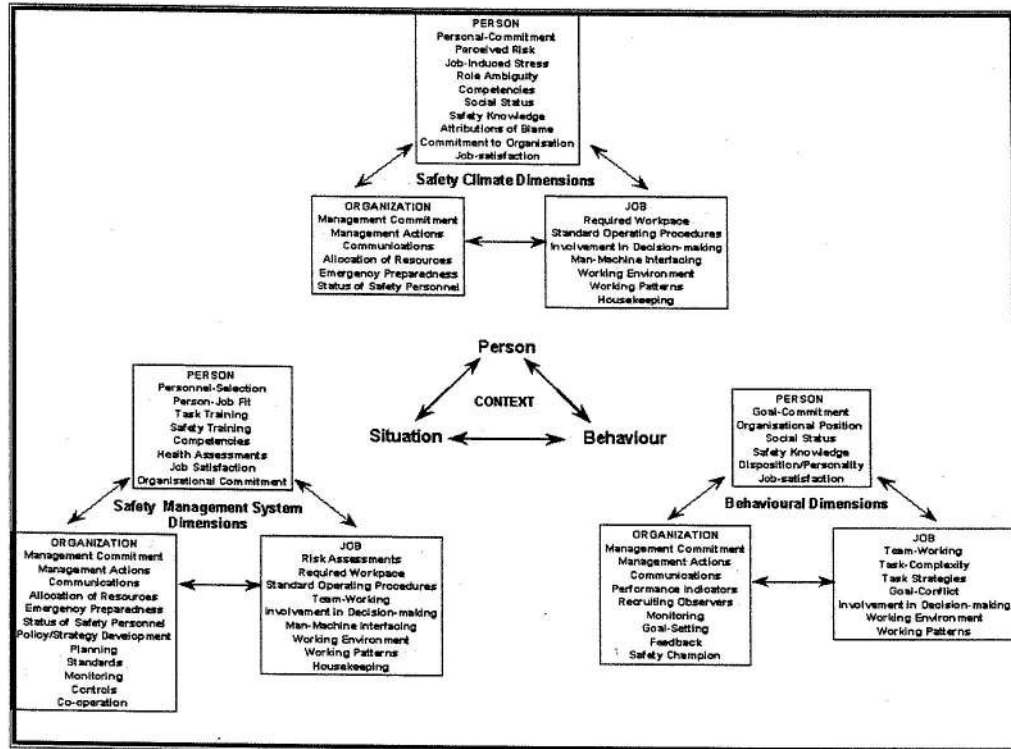 PERSON
Personal-Commitment
Perceived Risk
Job-Induced Stress
Role Ambiguity
Competencies
Social Status
Safety Knowledge
Attributions of Blame
Commitment to Organisation
Job-satisfaction
Safety Climate Dimensions
ORGANIZATION
Management Commitment
Management Actions
Communications
Allocation of Resources
Emergency Preparedness
Status of Safety Personnel
JOB
Required Workpace
Standard Operating Procedures
Involvement in Decision-making
Man-Machine Interfacing
Working Environment
Working Patterns
Housekeeping
Person
CONTEXT
Situation
Behaviour
PERSON
Personnel-Selection
Person-Job Fit
Task Training
Safety Training
Competencies
Health Assessments
Job Satisfaction
Organisational Commitment
Safety Management System
Dimensions
ORGANIZATION
Management Commitment
Management Actions
Communications
Allocation of Resources
Emergency Preparedness
Status of Safety Personnel
Policy/Strategy Development
Planning
Standards
Monitoring
Controls
Co-operation
JOB
Risk Assessments
Required Workpace
Standard Operating Procedures
Team-Working
Involvement in Decision-making
Man-Machine Interfacing
Working Environment
Working Patterns
Housekeeping
PERSON
Goal-Commitment
Organisational Position
Social Status
Safety Knowledge
Disposition/Personality
Job-satisfaction
Behavioural Dimensions
ORGANIZATION
Management Commitment
Management Actions
Communications
Performance Indicators
Recruiting Observers
Monitoring
Goal-Setting
Feedback
Safety Champion
JOB
Team-Working
Task-Complexity
Task Strategies
Goal-Conflict
Involvement in Decision-making
Working Environment
Working Patterns